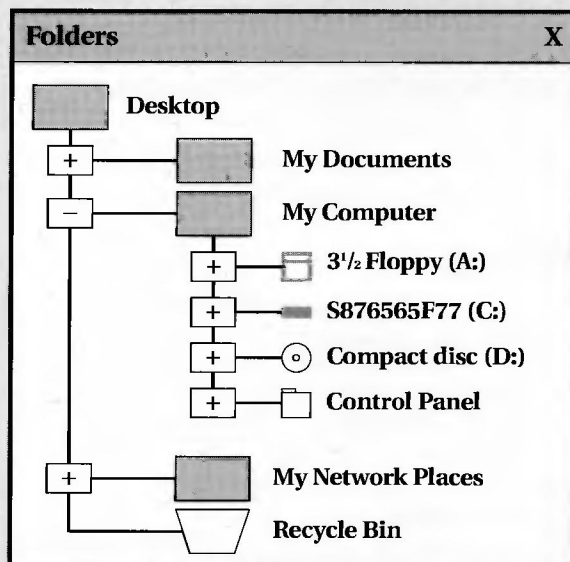 Folders X
Desktop
+ My Documents
− My Computer
+ 3½ Floppy (A:)
+ S876565F77 (C:)
+ Compact disc (D:)
+ Control Panel
+ My Network Places
Recycle Bin